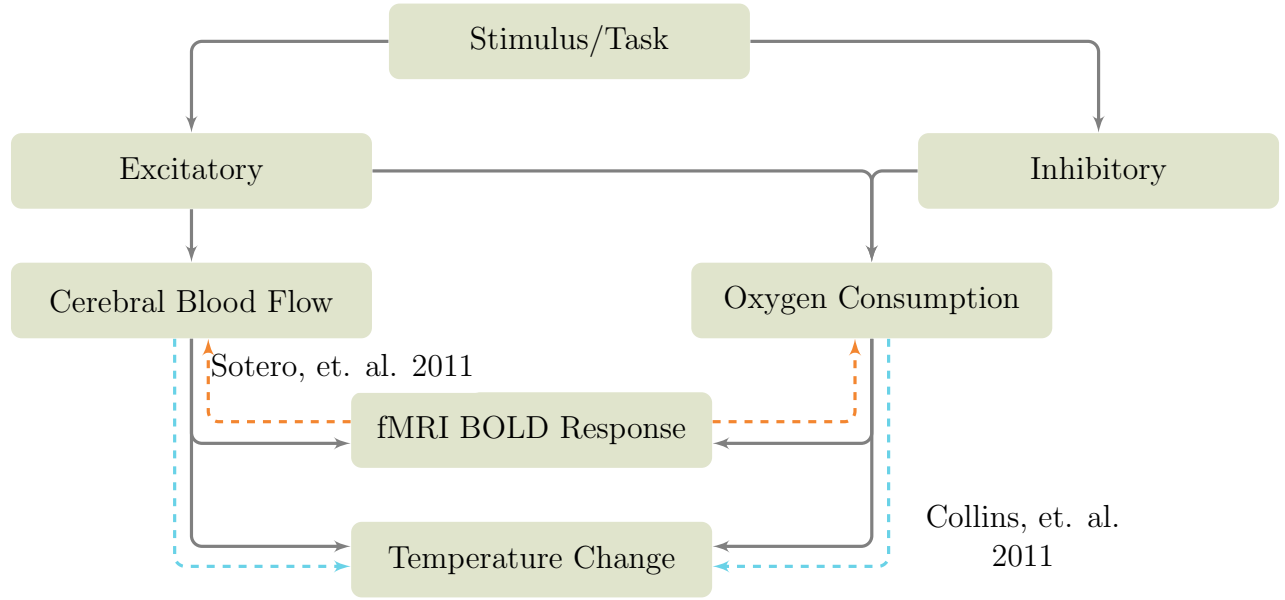 Stimulus/Task
Excitatory
Inhibitory
Cerebral Blood Flow
Oxygen Consumption
Sotero, et. al. 2011
fMRI BOLD Response
Collins, et. al.
2011
Temperature Change